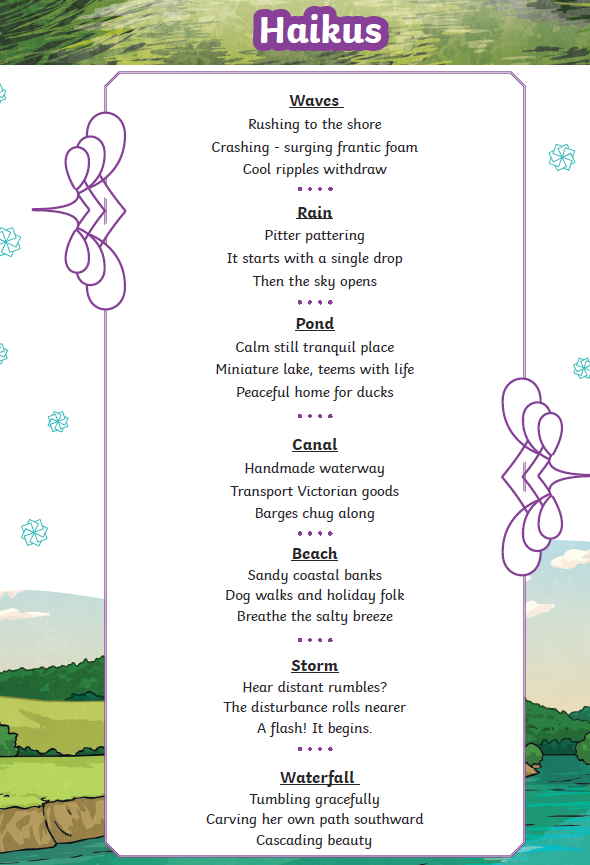 Haikus
Waves
Rushing to the shore
Crashing - surging frantic foam
Cool ripples withdraw
Rain
Pitter pattering
It starts with a single drop
Then the sky opens
Pond
Calm still tranquil place
Miniature lake, teems with life
Peaceful home for ducks
Canal
Handmade waterway
Transport Victorian goods
Barges chug along
Beach
Sandy coastal banks
Dog walks and holiday folk
Breathe the salty breeze
Storm
Hear distant rumbles?
The disturbance rolls nearer
A flash! It begins.
Waterfall
Tumbling gracefully
Carving her own path southward
Cascading beauty